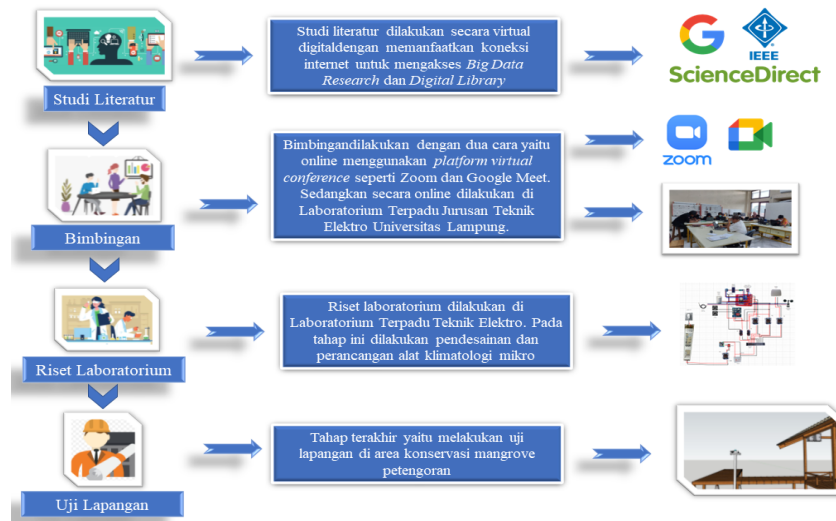 Studi literatur dilakukan secara virtual
digitaldengan memanfaatkan koneksi
internet untuk mengakses Big Data
Research dan Digital Library
IEEE
ScienceDirect
Studi Literatur
Bimbingandilakukan dengan dua cara yaitu
online menggunakan platform virtual
conference seperti Zoom dan Google Meet.
Sedangkan secara online dilakukan di
Laboratorium Terpadu Jurusan Teknik
Elektro Universitas Lampung.
zoom
Bimbingan
Riset laboratorium dilakukan di
Laboratorium Terpadu Teknik Elektro. Pada
tahap ini dilakukan pendesainan dan
perancangan alat klimatologi mikro
Riset Laboratorium
Tahap terakhir yaitu melakukan uji
lapangan di area konservasi mangrove
petengoran
Uji Lapangan